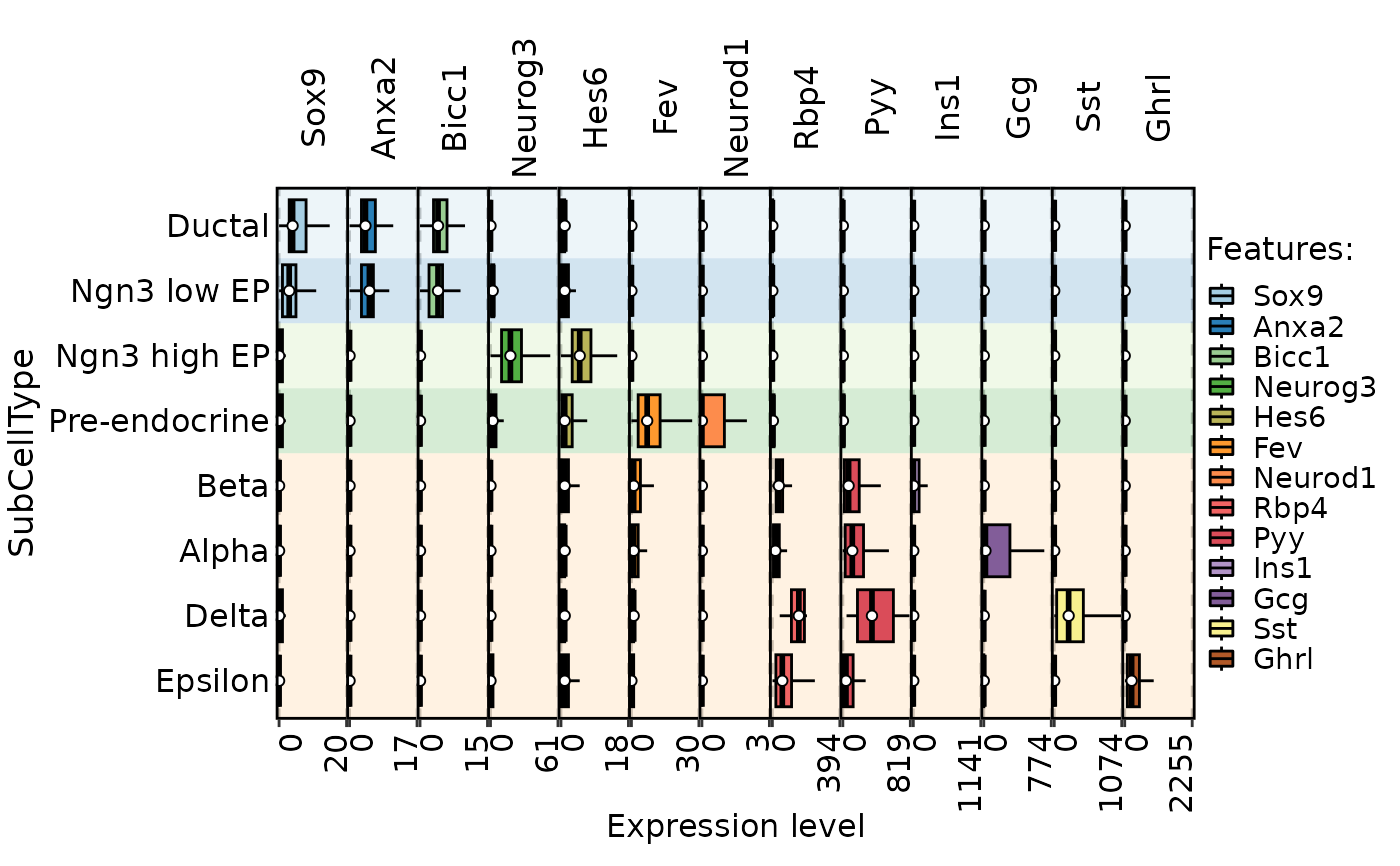 Sox9
Anxa2
Bicc1
Neurog3
Hes6
Fev
Neurod1
Rbp4
Pyy
Ins1
Gcg
Sst
Ghrl
SubCellType
Ductal
Ngn3 low EP
Ngn3 high EP
Pre-endocrine
Beta
Alpha
Delta
Epsilon
0 20
0 17
0 15
0 61
0 18
0 30
0 3
0 394
0 819
0 1141
0 774
0 1074
0 2255
Expression level
Features:
Sox9
Anxa2
Bicc1
Neurog3
Hes6
Fev
Neurod1
Rbp4
Pyy
Ins1
Gcg
Sst
Ghrl